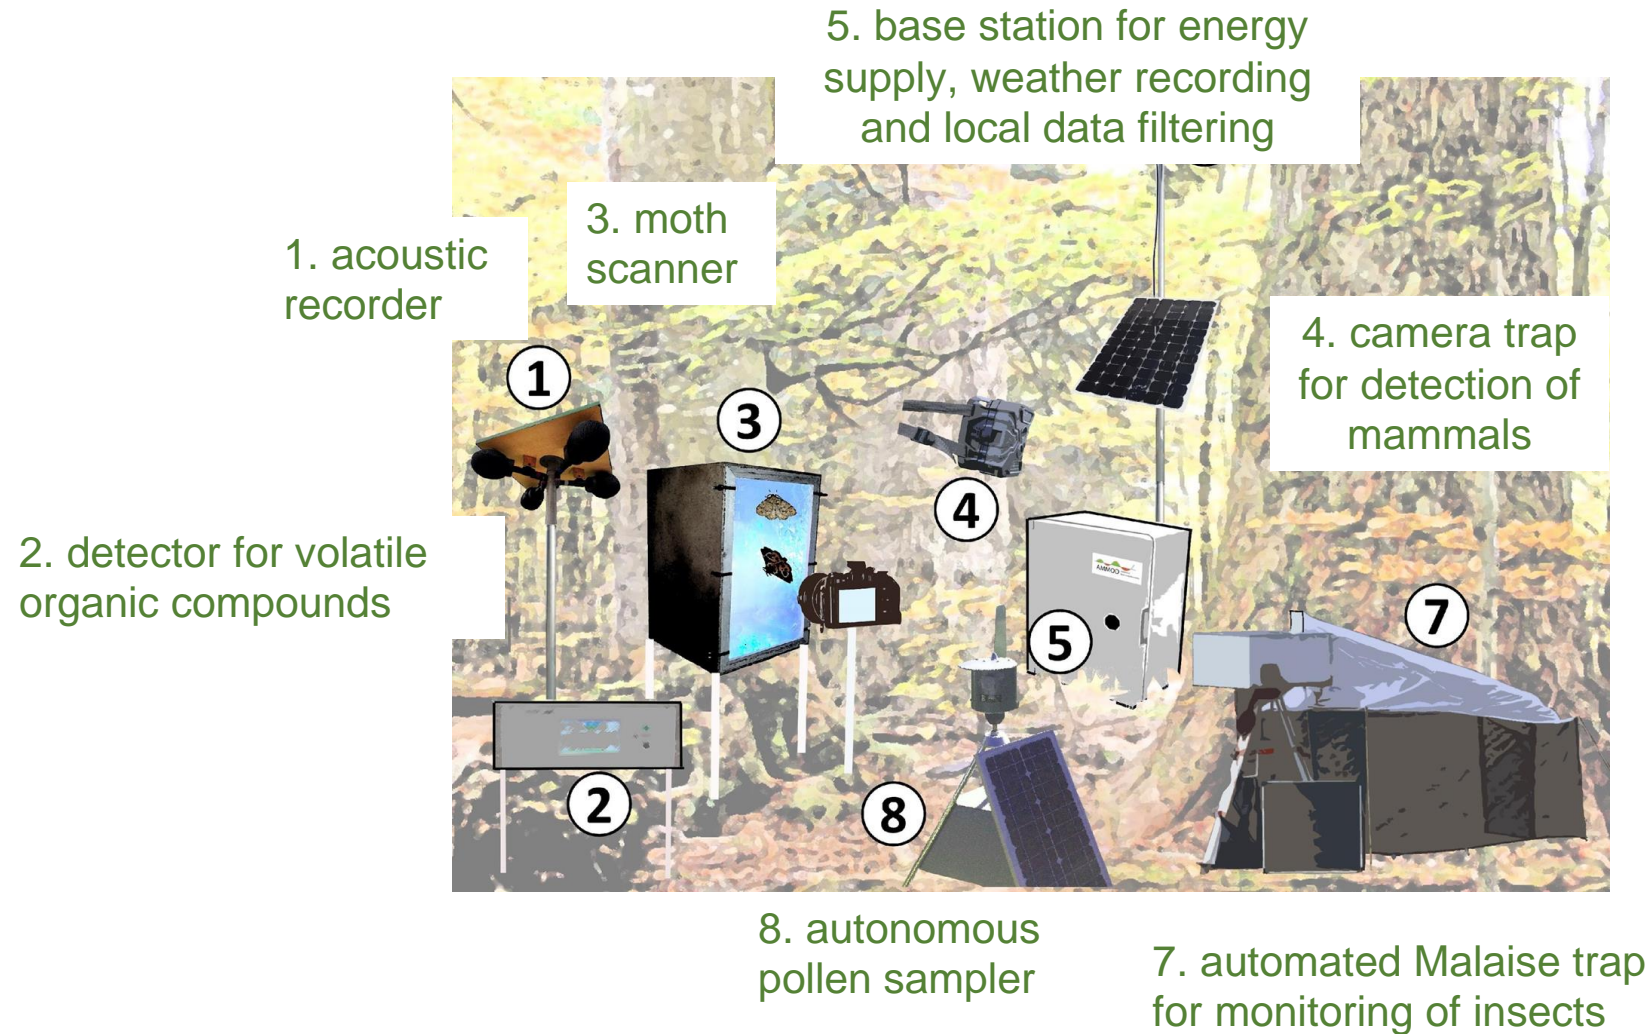 5. base station for energy
supply, weather recording
and local data filtering
3. moth
scanner
1. acoustic
recorder
4. camera trap
for detection of
mammals
1
3
4
2. detector for volatile
organic compounds
AMMOD
5
7
2
8
8. autonomous
pollen sampler
7. automated Malaise trap
for monitoring of insects